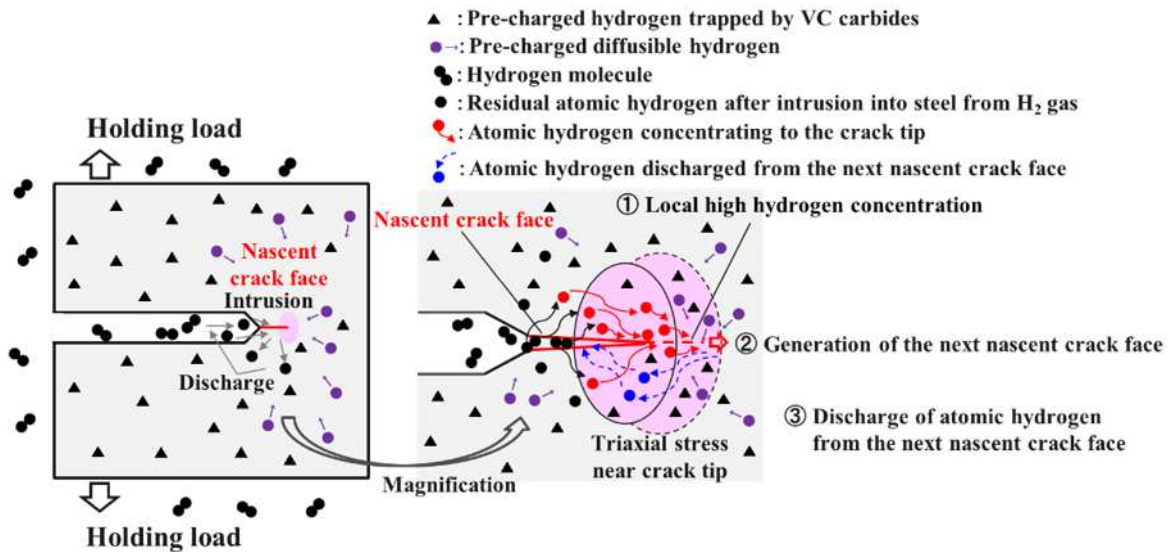 : Pre-charged hydrogen trapped by VC carbides
: Pre-charged diffusible hydrogen
: Hydrogen molecule
: Residual atomic hydrogen after intrusion into steel from H₂ gas
: Atomic hydrogen concentrating to the crack tip
: Atomic hydrogen discharged from the next nascent crack face
Holding load
Nascent
crack face
Intrusion
Discharge
Holding load
Magnification
Nascent crack face
① Local high hydrogen concentration
② Generation of the next nascent crack face
③ Discharge of atomic hydrogen
from the next nascent crack face
Triaxial stress
near crack tip